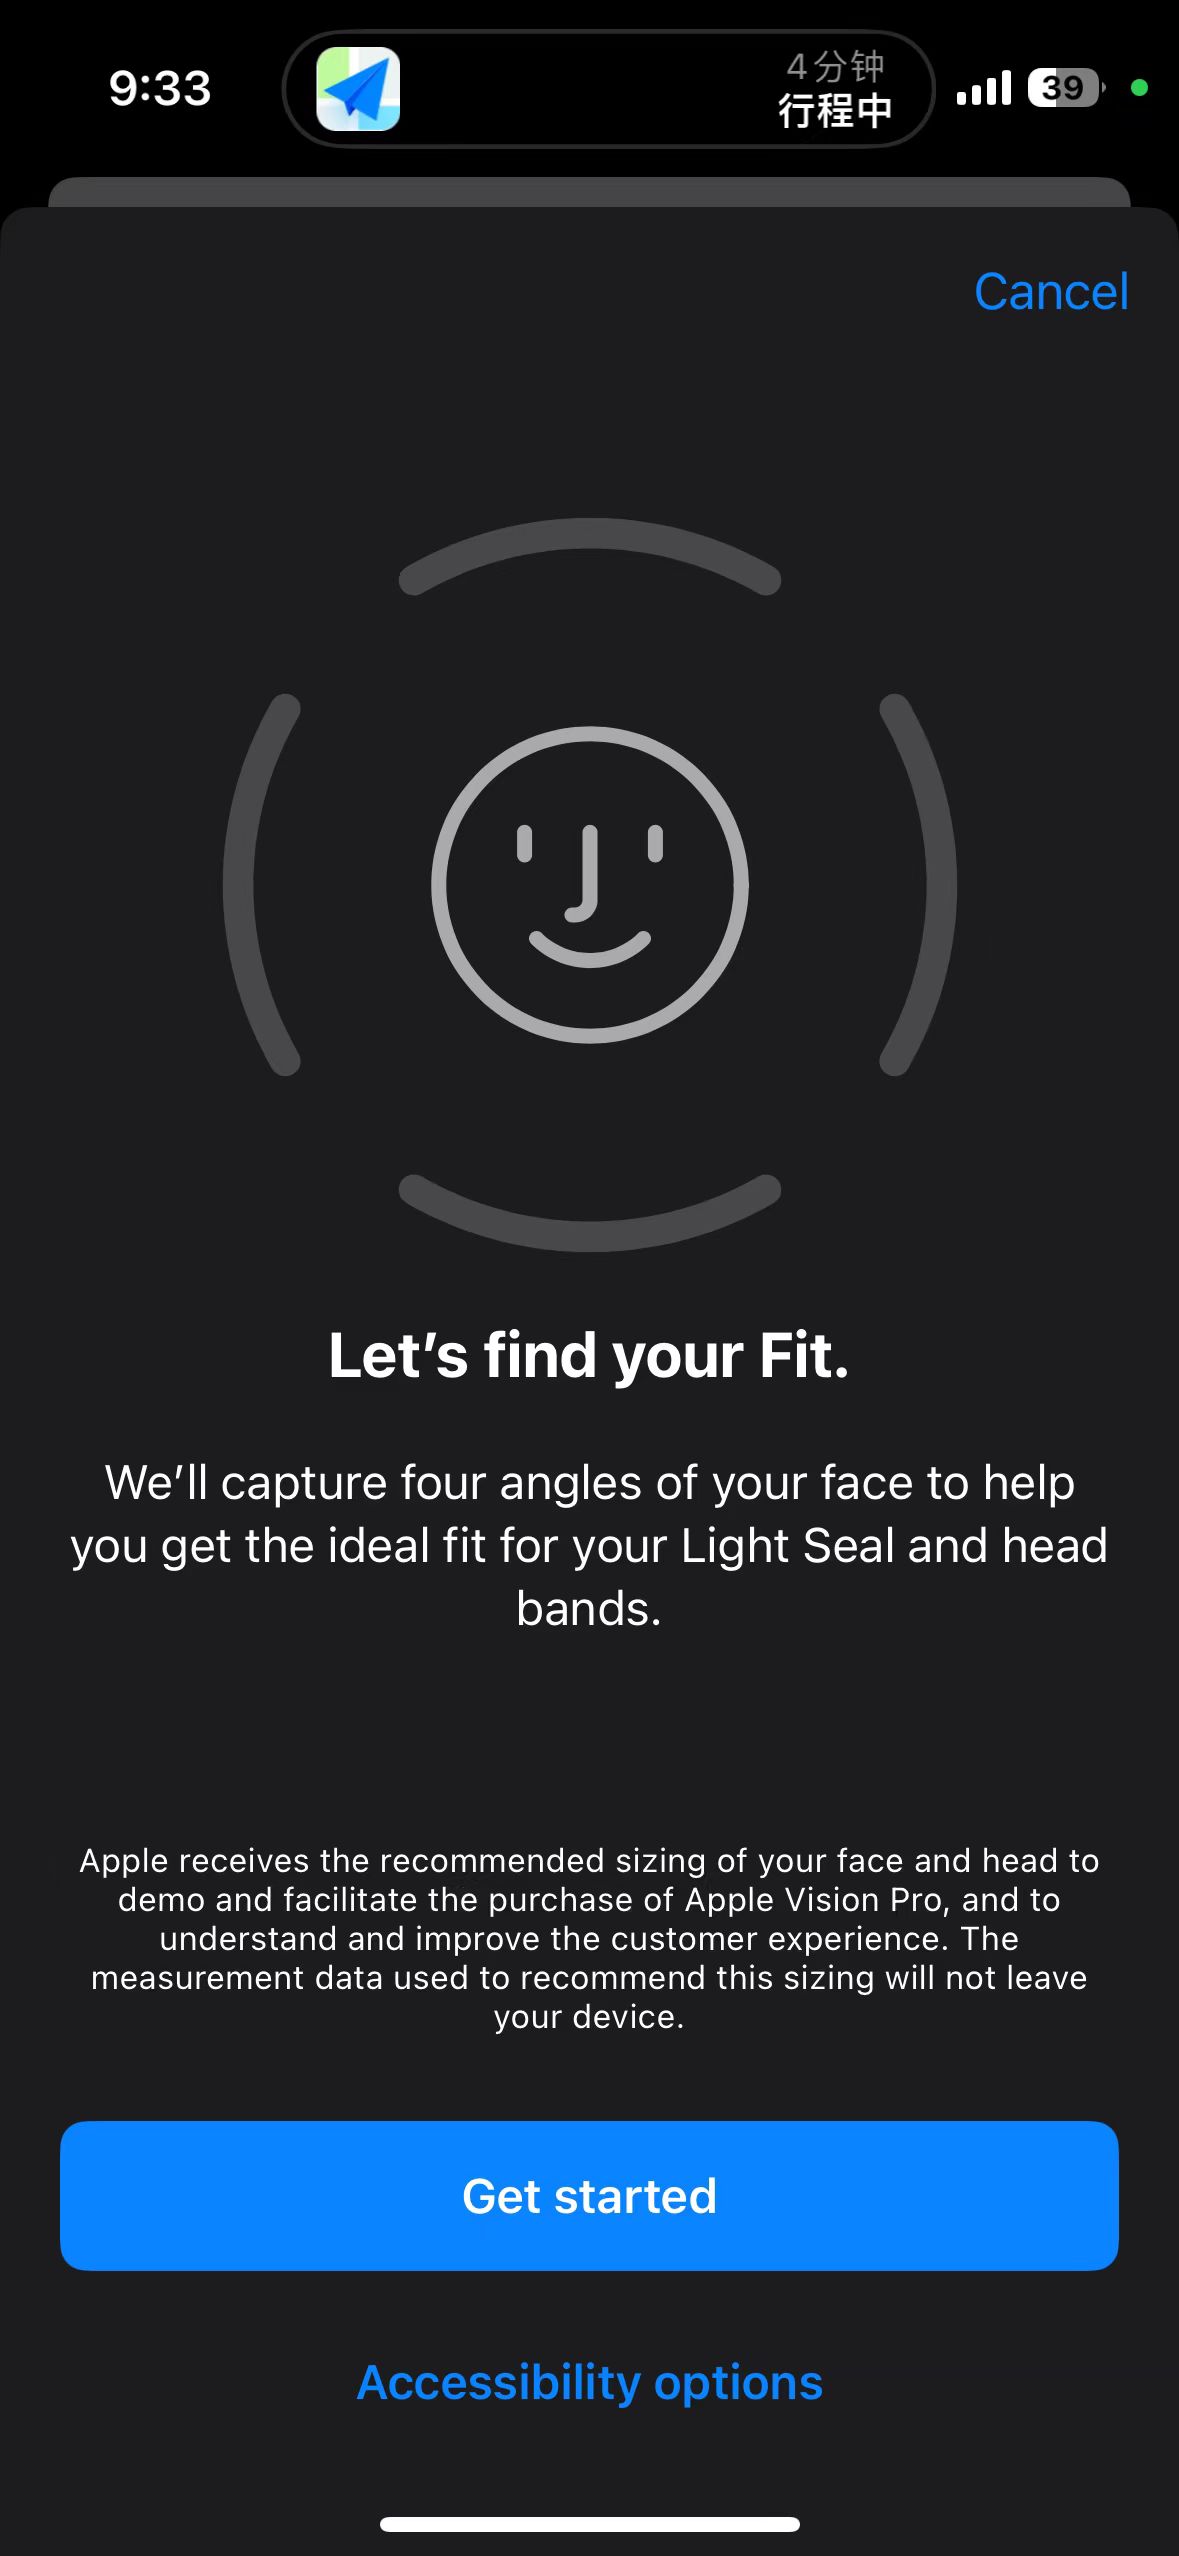 9:33
4分钟
行程中
39
Cancel
Let’s find your Fit.
We’ll capture four angles of your face to help
you get the ideal fit for your Light Seal and head
bands.
Apple receives the recommended sizing of your face and head to
demo and facilitate the purchase of Apple Vision Pro, and to
understand and improve the customer experience. The
measurement data used to recommend this sizing will not leave
your device.
Get started
Accessibility options